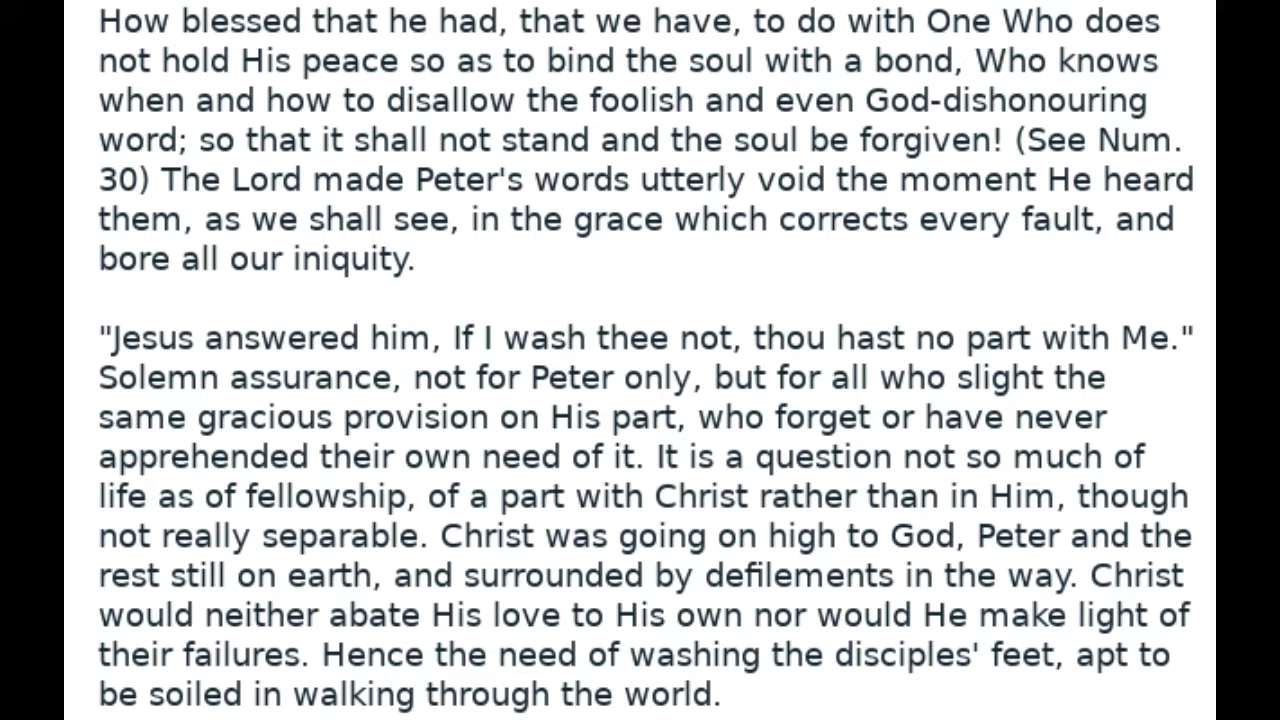 How blessed that he had, that we have, to do with One Who does
not hold His peace so as to bind the soul with a bond, Who knows
when and how to disallow the foolish and even God-dishonouring
word; so that it shall not stand and the soul be forgiven! (See Num.
30) The Lord made Peter's words utterly void the moment He heard
them, as we shall see, in the grace which corrects every fault, and
bore all our iniquity.
"Jesus answered him, If I wash thee not, thou hast no part with Me."
Solemn assurance, not for Peter only, but for all who slight the
same gracious provision on His part, who forget or have never
apprehended their own need of it. It is a question not so much of
life as of fellowship, of a part with Christ rather than in Him, though
not really separable. Christ was going on high to God, Peter and the
rest still on earth, and surrounded by defilements in the way. Christ
would neither abate His love to His own nor would He make light of
their failures. Hence the need of washing the disciples' feet, apt to
be soiled in walking through the world.